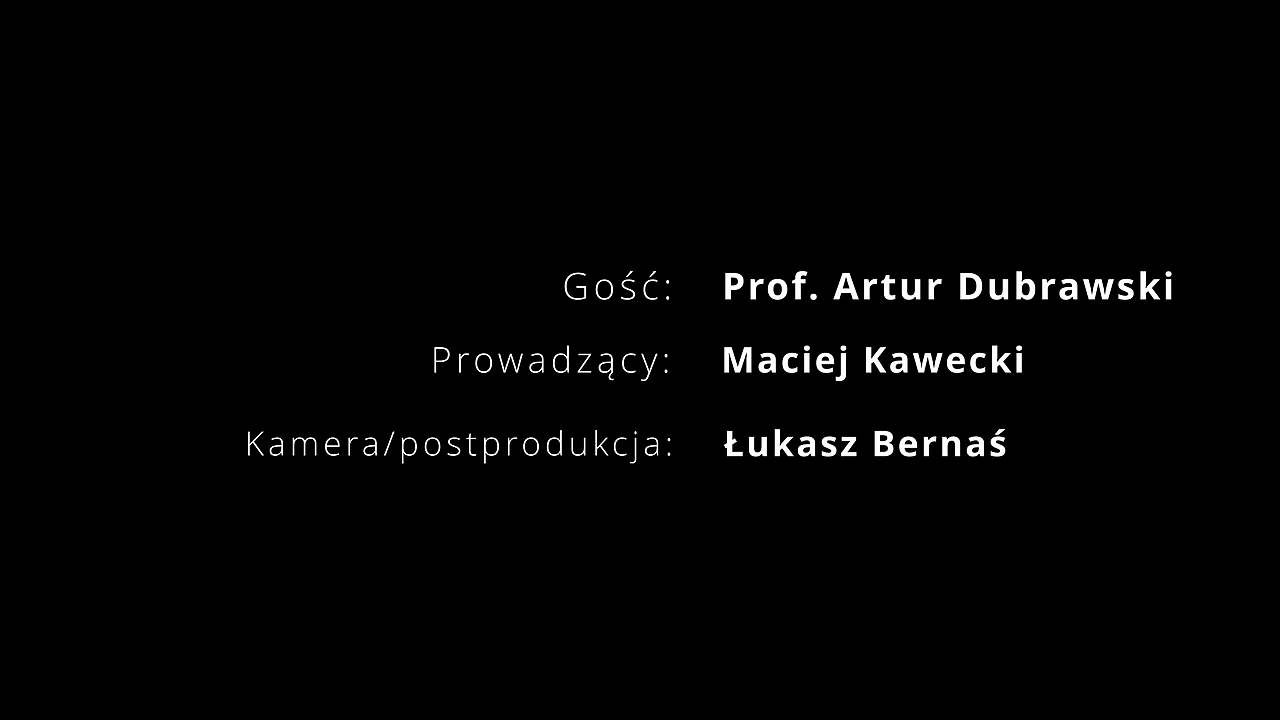 Gość: Prof. Artur Dubrawski
Prowadzący: Maciej Kawecki
Kamera/postprodukcja: Łukasz Bernaś